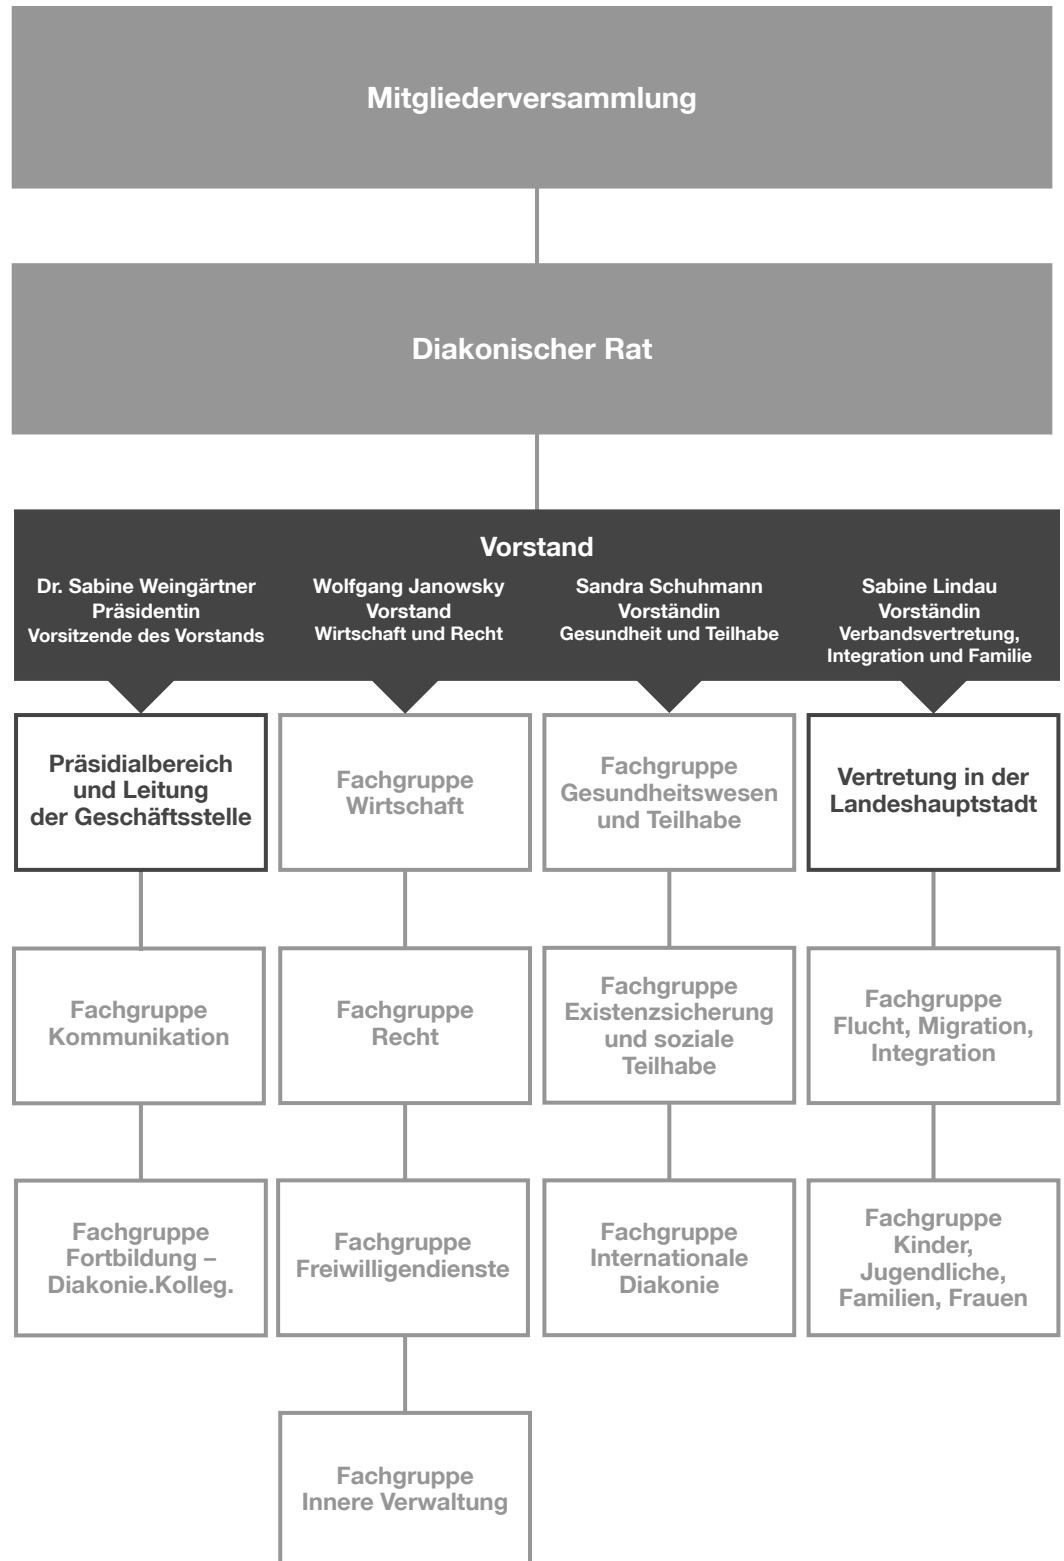 Mitgliederversammlung
Diakonischer Rat
Vorstand
Dr. Sabine Weingärtner
Präsidentin
Vorsitzende des Vorstands
Wolfgang Janowsky
Vorstand
Wirtschaft und Recht
Sandra Schuhmann
Vorständin
Gesundheit und Teilhabe
Sabine Lindau
Vorständin
Verbandsvertretung,
Integration und Familie
Präsidialbereich
und Leitung
der Geschäftsstelle
Fachgruppe
Wirtschaft
Fachgruppe
Gesundheitswesen
und Teilhabe
Vertretung in der
Landeshauptstadt
Fachgruppe
Kommunikation
Fachgruppe
Recht
Fachgruppe
Existenzsicherung
und soziale
Teilhabe
Fachgruppe
Flucht, Migration,
Integration
Fachgruppe
Fortbildung –
Diakonie.Kolleg.
Fachgruppe
Freiwilligendienste
Fachgruppe
Internationale
Diakonie
Fachgruppe
Kinder,
Jugendliche,
Familien, Frauen
Fachgruppe
Innere Verwaltung